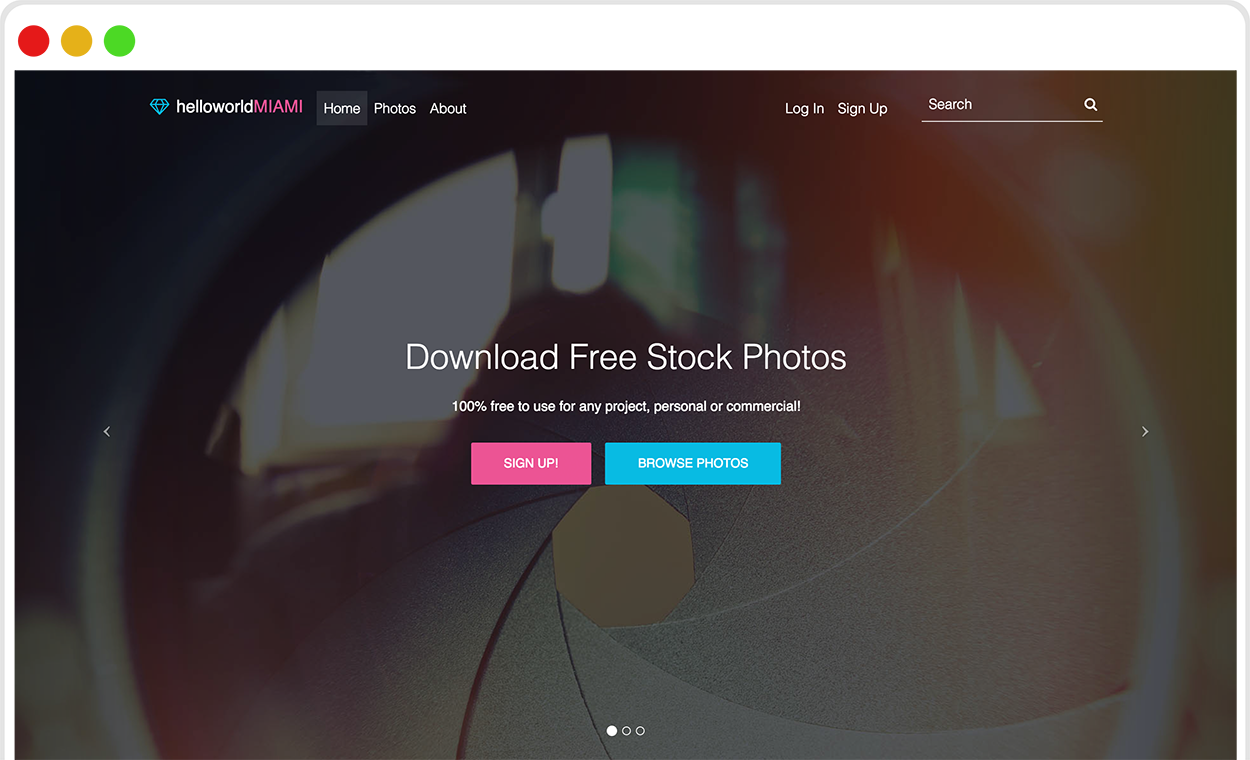 helloworldMIAMI Home Photos About Log In Sign Up Search
Download Free Stock Photos
100% free to use for any project, personal or commercial!
SIGN UP! BROWSE PHOTOS